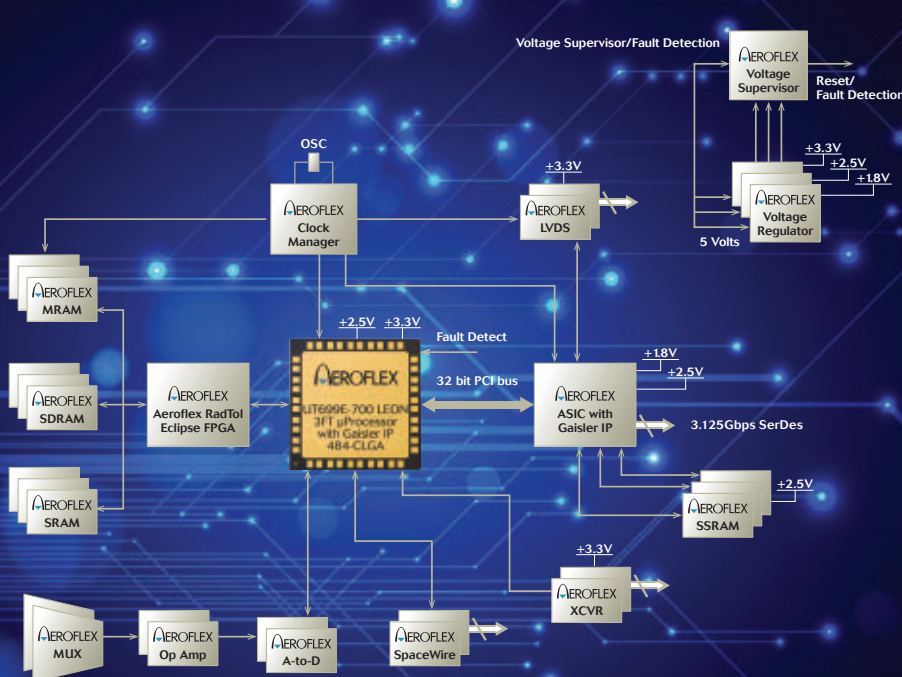 Voltage Supervisor/Fault Detection
AEROFLEX
Voltage
Supervisor
Reset/
Fault Detection
+3.3V
+2.5V
+1.8V
AEROFLEX
Voltage
Regulator
5 Volts
OSC
AEROFLEX
Clock
Manager
+3.3V
AEROFLEX
LVDS
AEROFLEX
MRAM
+2.5V
+3.3V
Fault Detect
AEROFLEX
UT699E-700 LEON
3FT µProcessor
with Gaisler IP
484-CLGA
32 bit PCI bus
+1.8V
+2.5V
AEROFLEX
ASIC with
Gaisler IP
3.125Gbps SerDes
AEROFLEX
SDRAM
AEROFLEX
Aeroflex RadTol
Eclipse FPGA
AEROFLEX
SRAM
+2.5V
AEROFLEX
SSRAM
+3.3V
AEROFLEX
XCVR
AEROFLEX
MUX
AEROFLEX
Op Amp
AEROFLEX
A-to-D
AEROFLEX
SpaceWire